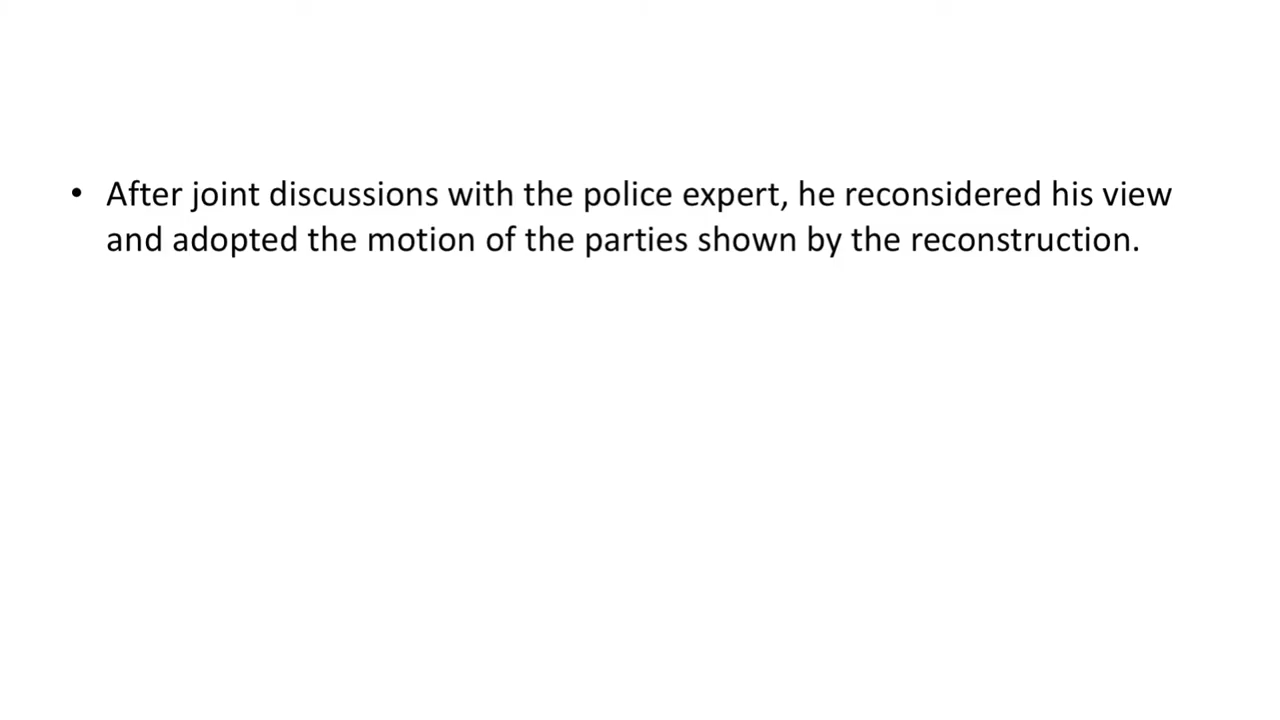 • After joint discussions with the police expert, he reconsidered his view
and adopted the motion of the parties shown by the reconstruction.